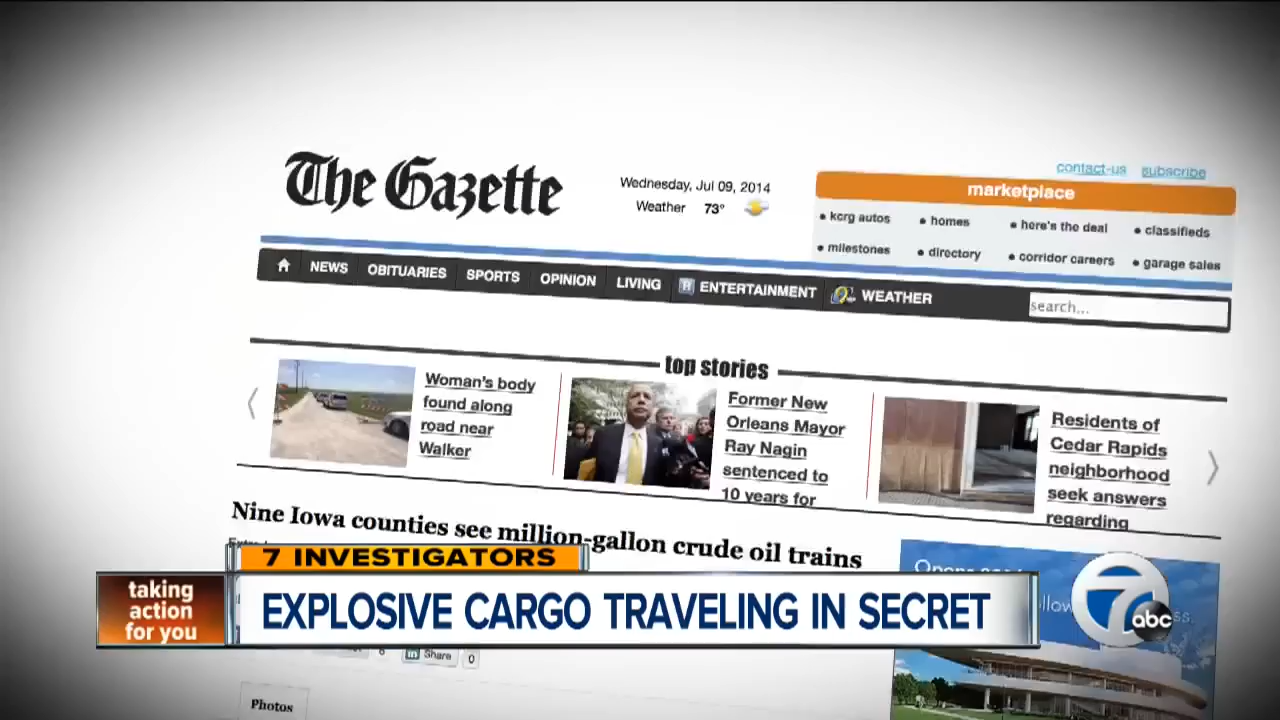 contact-us subscribe
The Gazette
Wednesday, Jul 09, 2014
Weather 73°
marketplace
• kcrg autos • homes • here's the deal • classifieds
• milestones • directory • corridor careers • garage sales
NEWS OBITUARIES SPORTS OPINION LIVING H ENTERTAINMENT WEATHER
search...
top stories
Woman's body
found along
road near
Walker
Former New
Orleans Mayor
Ray Nagin
sentenced to
10 years for
Residents of
Cedar Rapids
neighborhood
seek answers
regarding
Nine Iowa counties see million-gallon crude oil trains
7 INVESTIGATORS
taking
action
for you
EXPLOSIVE CARGO TRAVELING IN SECRET
7 abc
6 in Share 0
Photos